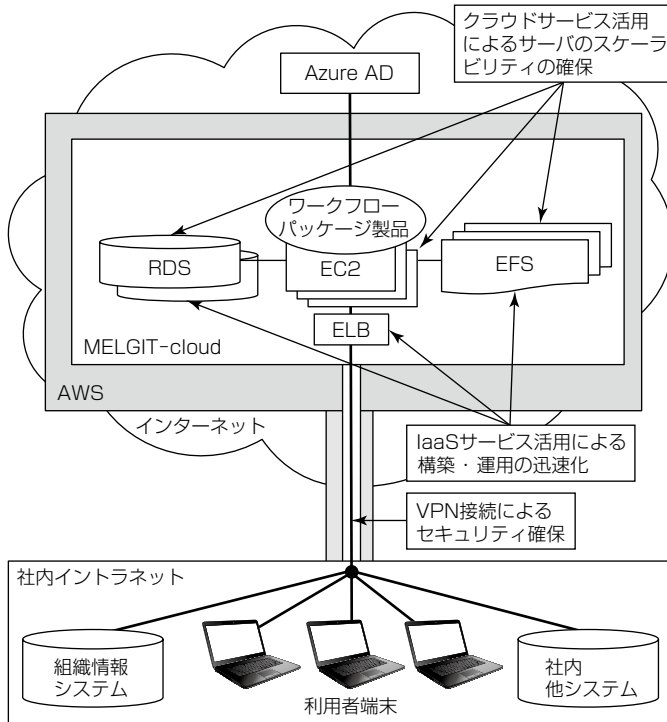 クラウドサービス活用
によるサーバのスケーラ
ビリティの確保
Azure AD
ワークフロー
パッケージ製品
RDS
EC2
EFS
ELB
MELGIT-cloud
AWS
インターネット
IaaSサービス活用による
構築・運用の迅速化
VPN接続による
セキュリティ確保
社内イントラネット
組織情報
システム
利用者端末
社内
他システム